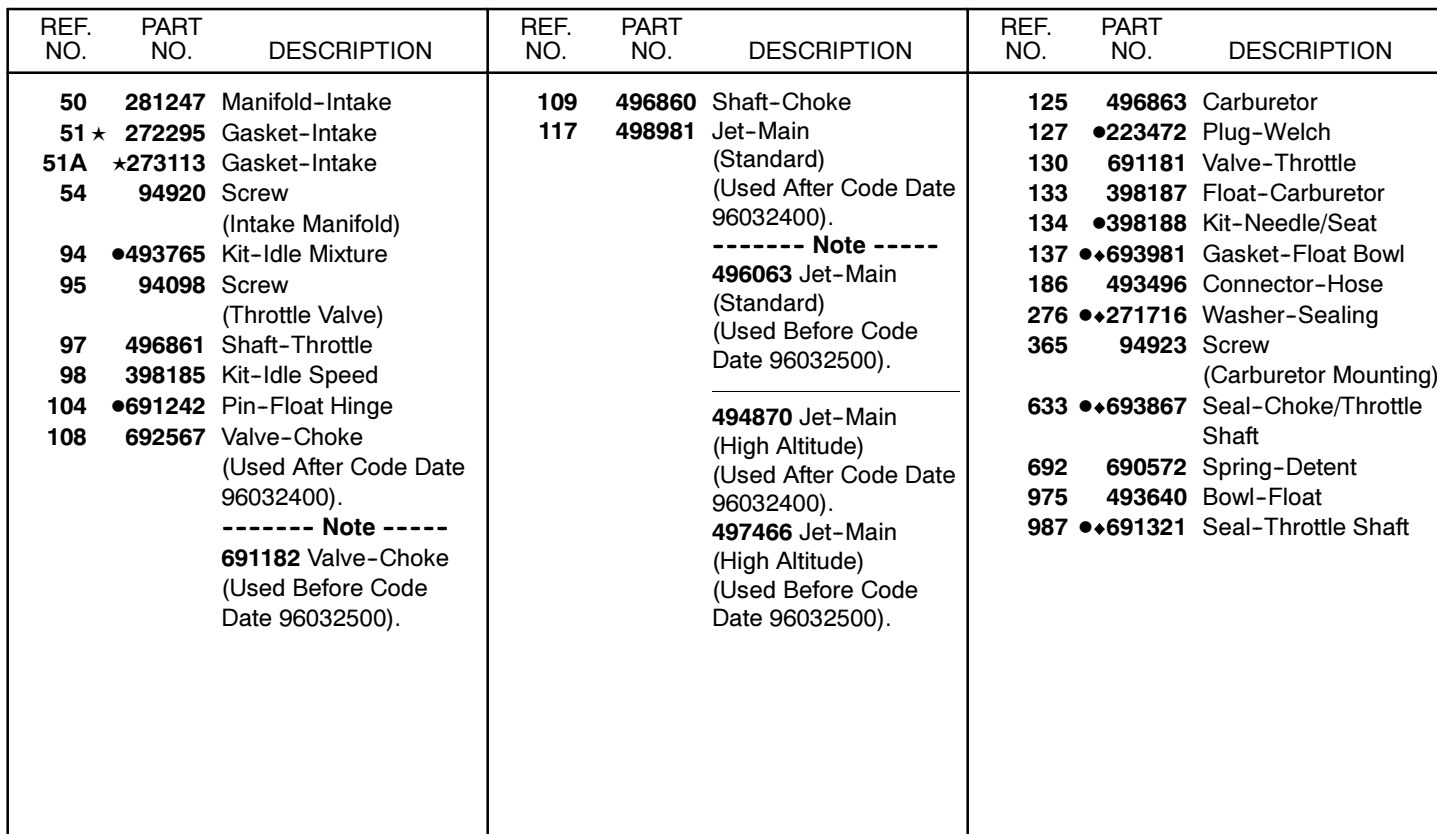 REF. NO. PART NO. DESCRIPTION
50 281247 Manifold-Intake
51 ★ 272295 Gasket-Intake
51A ★273113 Gasket-Intake
54 94920 Screw
(Intake Manifold)
94 ●493765 Kit-Idle Mixture
95 94098 Screw
(Throttle Valve)
97 496861 Shaft-Throttle
98 398185 Kit-Idle Speed
104 ●691242 Pin-Float Hinge
108 692567 Valve-Choke
(Used After Code Date
96032400).
------- Note -----
691182 Valve-Choke
(Used Before Code
Date 96032500).
REF. NO. PART NO. DESCRIPTION
109 496860 Shaft-Choke
117 498981 Jet-Main
(Standard)
(Used After Code Date
96032400).
------- Note -----
496063 Jet-Main
(Standard)
(Used Before Code
Date 96032500).
494870 Jet-Main
(High Altitude)
(Used After Code Date
96032400).
497466 Jet-Main
(High Altitude)
(Used Before Code
Date 96032500).
REF. NO. PART NO. DESCRIPTION
125 496863 Carburetor
127 ●223472 Plug-Welch
130 691181 Valve-Throttle
133 398187 Float-Carburetor
134 ●398188 Kit-Needle/Seat
137 ●◆693981 Gasket-Float Bowl
186 493496 Connector-Hose
276 ●◆271716 Washer-Sealing
365 94923 Screw
(Carburetor Mounting)
633 ●◆693867 Seal-Choke/Throttle
Shaft
692 690572 Spring-Detent
975 493640 Bowl-Float
987 ●◆691321 Seal-Throttle Shaft